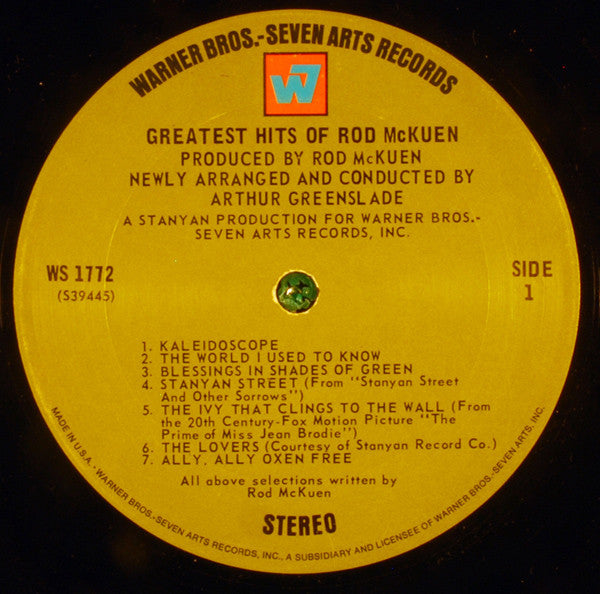 WARNER BROS.-SEVEN ARTS RECORDS
W7
GREATEST HITS OF ROD McKUEN
PRODUCED BY ROD McKUEN
NEWLY ARRANGED AND CONDUCTED BY
ARTHUR GREENSLADE
A STANYAN PRODUCTION FOR WARNER BROS.-
SEVEN ARTS RECORDS, INC.
WS 1772
(S39445)
SIDE
1
1. KALEIDOSCOPE
2. THE WORLD I USED TO KNOW
3. BLESSINGS IN SHADES OF GREEN
4. STANYAN STREET (From "Stanyan Street
And Other Sorrows")
5. THE IVY THAT CLINGS TO THE WALL (From
the 20th Century-Fox Motion Picture "The
Prime of Miss Jean Brodie")
6. THE LOVERS (Courtesy of Stanyan Record Co.)
7. ALLY, ALLY OXEN FREE
All above selections written by
Rod McKuen
STEREO
MADE IN U.S.A. - WARNER BROS.-SEVEN ARTS RECORDS, INC., A SUBSIDIARY AND LICENSEE OF WARNER BROS.-SEVEN ARTS, INC.